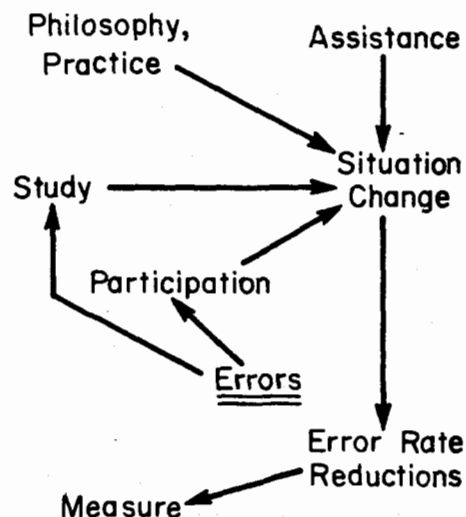 Philosophy,
Practice
Assistance
Situation
Change
Study
Participation
Errors
Error Rate
Reductions
Measure